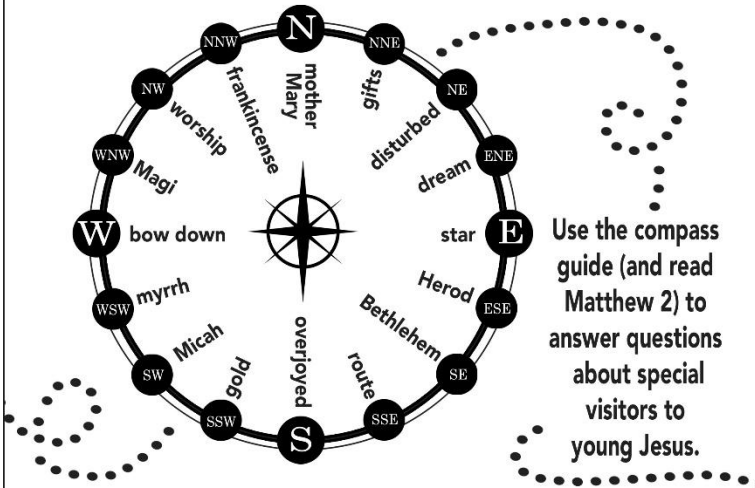 N
mother
Mary
NNE
gifts
NE
disturbed
ENE
dream
E
star
ESE
Herod
SE
Bethlehem
SSE
route
S
overjoyed
SSW
gold
SW
Micah
WSW
myrrh
W
bow down
WNW
Magi
NW
worship
NNW
frankincense
Use the compass
guide (and read
Matthew 2) to
answer questions
about special
visitors to
young Jesus.